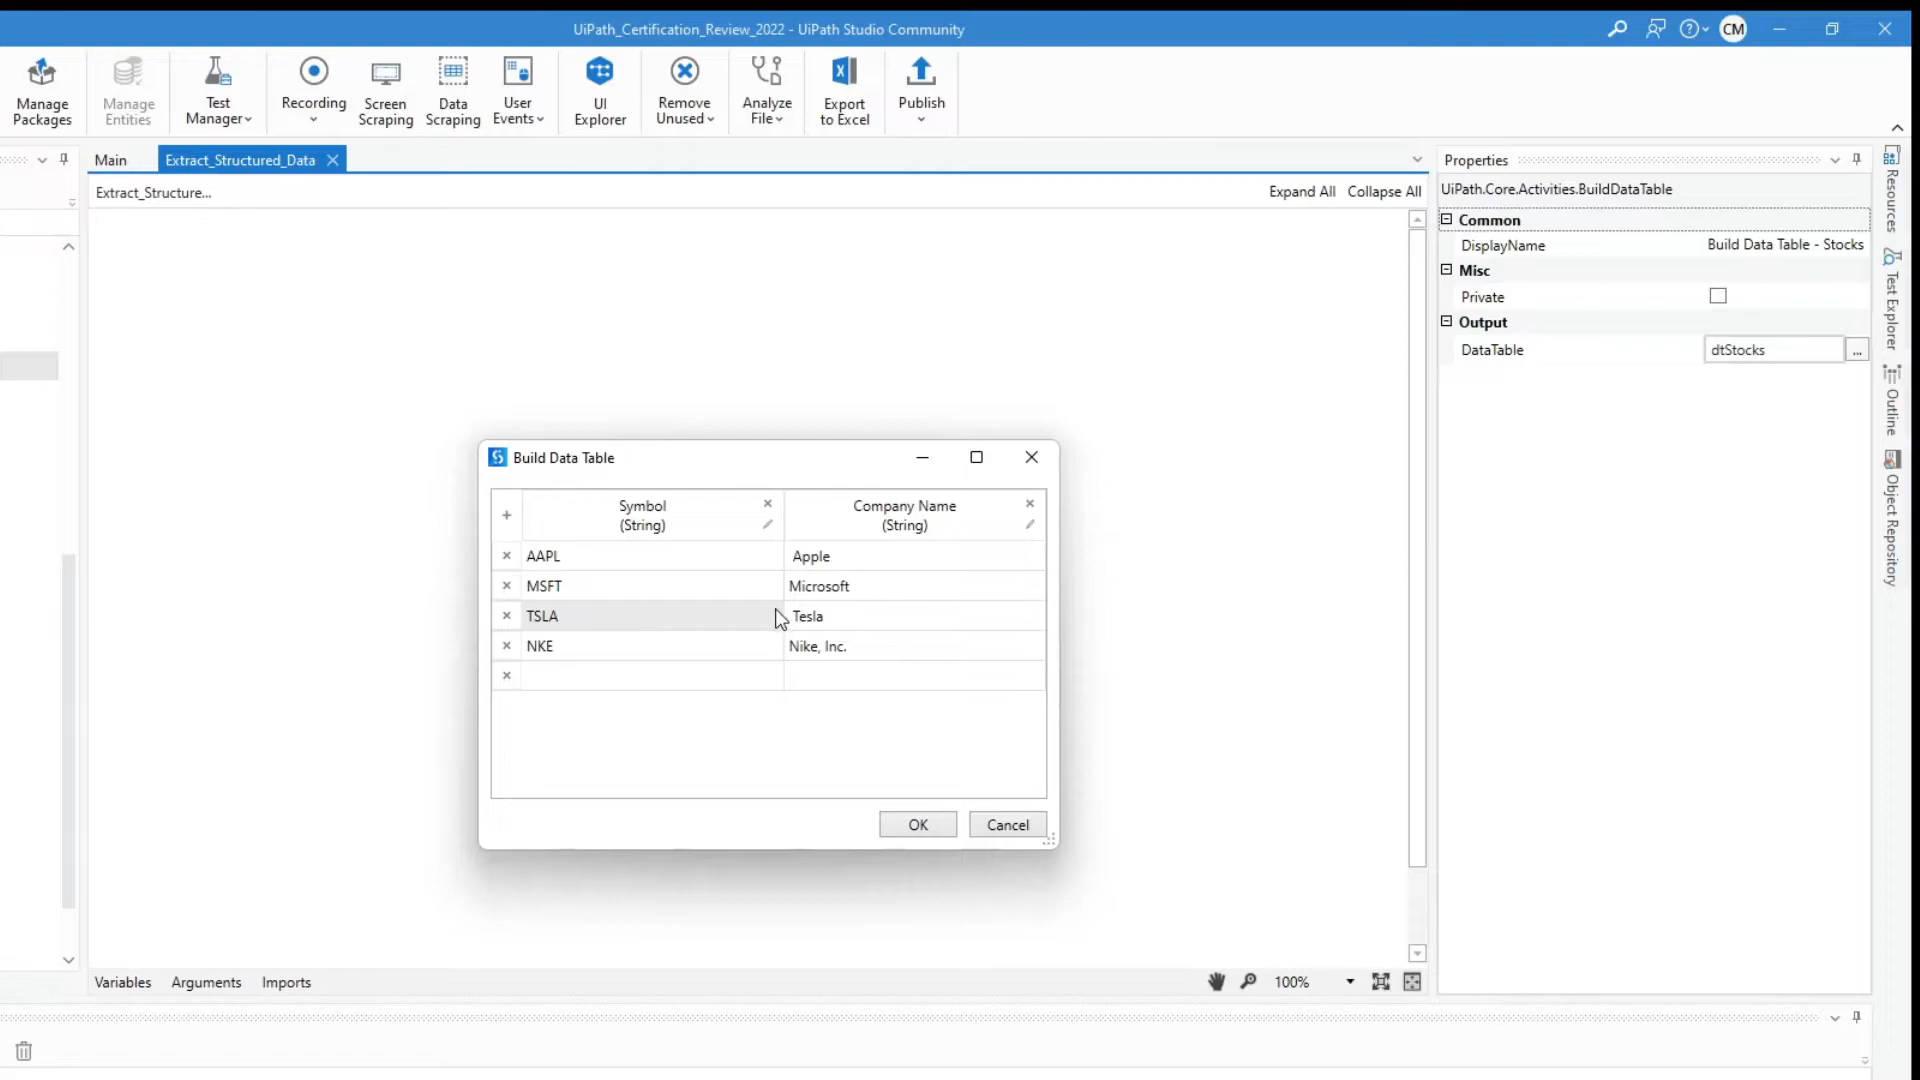 UiPath_Certification_Review_2022 - UiPath Studio Community
CM
Manage Packages
Manage Entities
Test Manager
Recording
Screen Scraping
Data Scraping
User Events
UI Explorer
Remove Unused
Analyze File
Export to Excel
Publish
Main
Extract_Structured_Data
Extract_Structure...
Expand All
Collapse All
Properties
UiPath.Core.Activities.BuildDataTable
Common
DisplayName
Build Data Table - Stocks
Misc
Private
Output
DataTable
dtStocks
...
Resources
Test Explorer
Outline
Object Repository
Build Data Table
Symbol
(String)
Company Name
(String)
AAPL
Apple
MSFT
Microsoft
TSLA
Tesla
NKE
Nike, Inc.
OK
Cancel
Variables
Arguments
Imports
100%